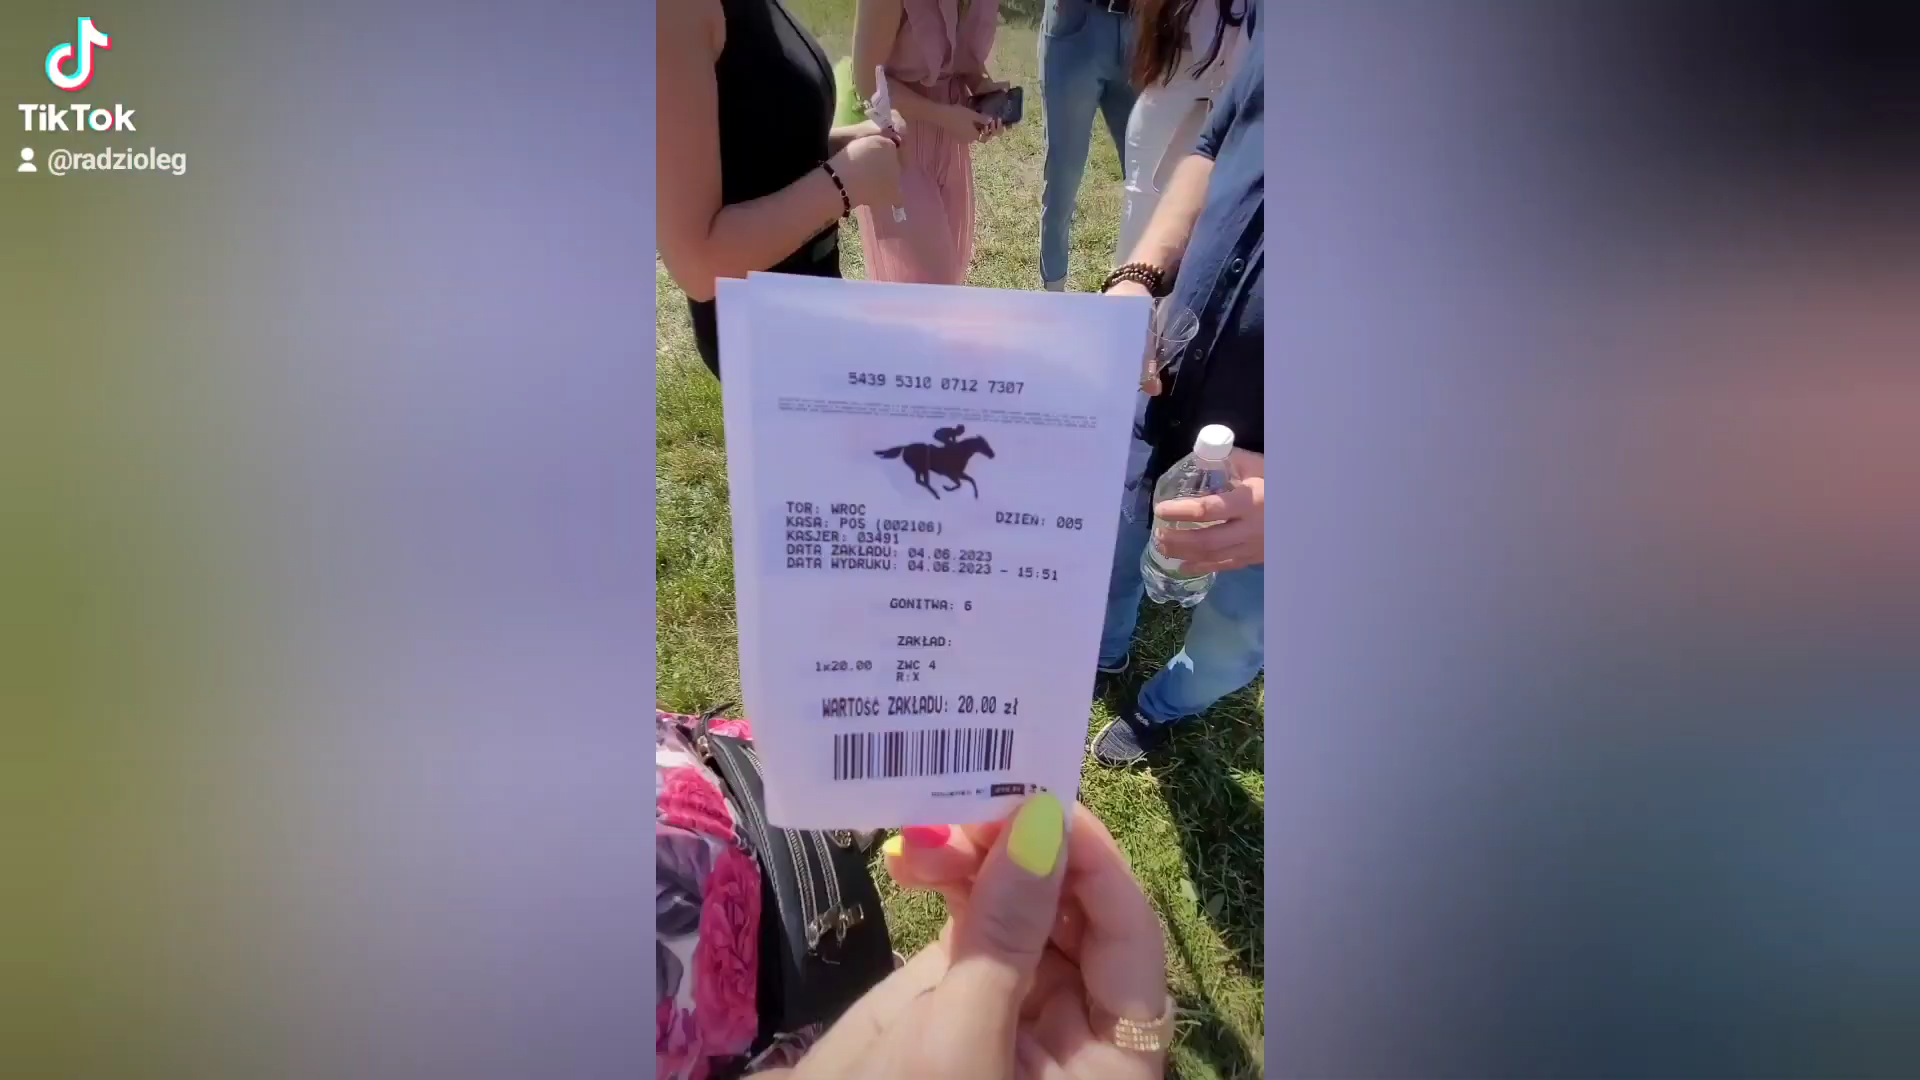 TikTok
@radzioleg
5439 5310 0712 7307
TOR: WROC
DZIEŃ: 005
KASA: POS (002106)
KASJER: 03491
DATA ZAKŁADU: 04.06.2023
DATA WYDRUKU: 04.06.2023 - 15:51
GONITWA: 6
ZAKŁAD:
1x20.00 ZWC 4
R:X
WARTOŚĆ ZAKŁADU: 20.00 zł